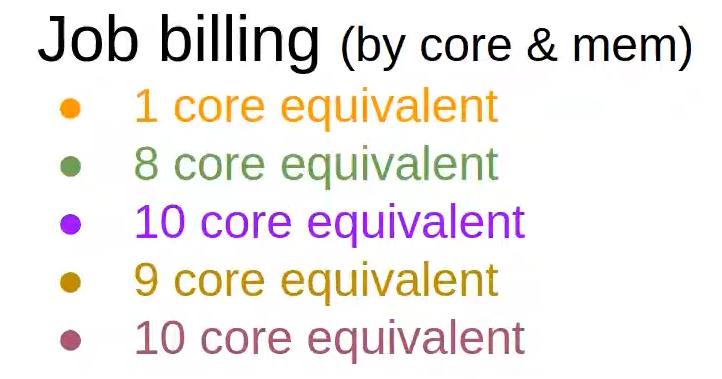 Job billing (by core & mem)
● 1 core equivalent
● 8 core equivalent
● 10 core equivalent
● 9 core equivalent
● 10 core equivalent